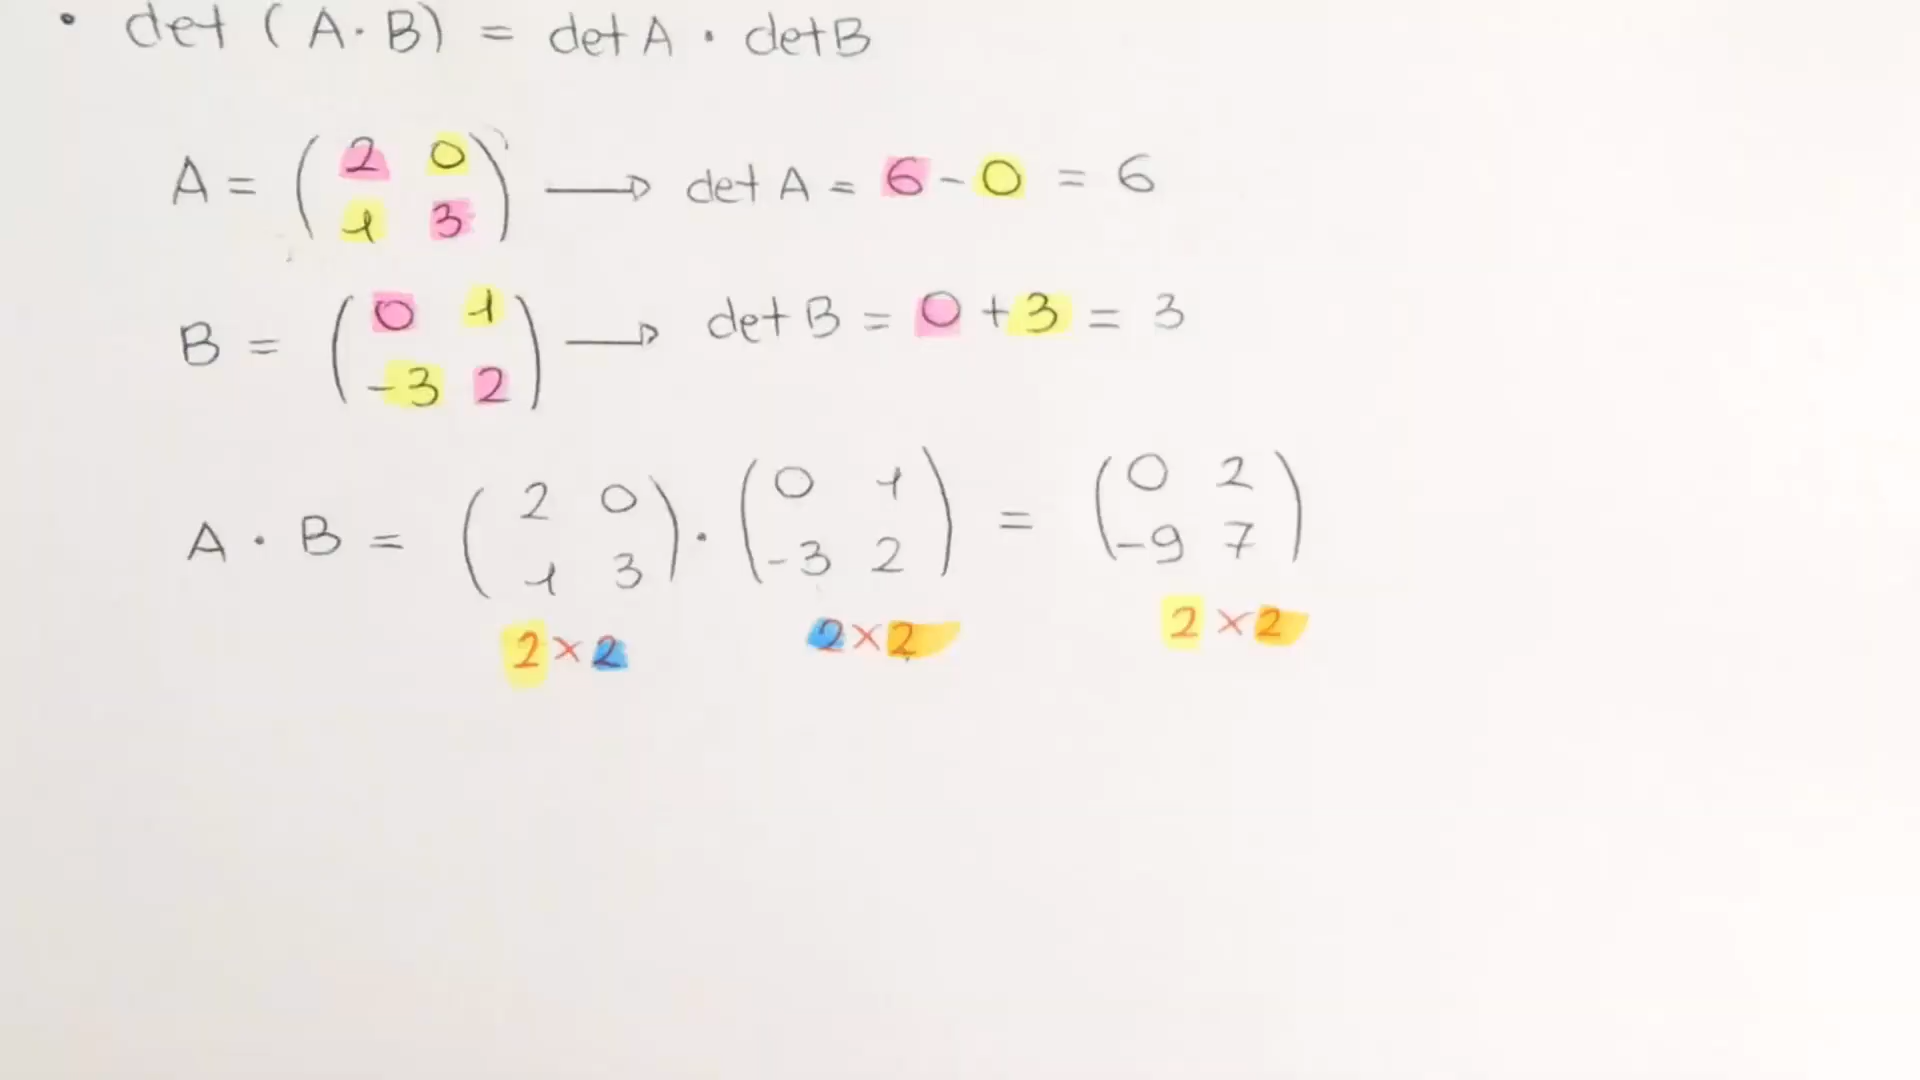 • det (A·B) = det A · det B
A = ( 2 0 ) → det A = 6 - 0 = 6
1 3
B = ( 0 1 ) → det B = 0 + 3 = 3
-3 2
A · B = ( 2 0 ) · ( 0 1 ) = ( 0 2 )
1 3 -3 2 -9 7
2×2 2×2 2×2